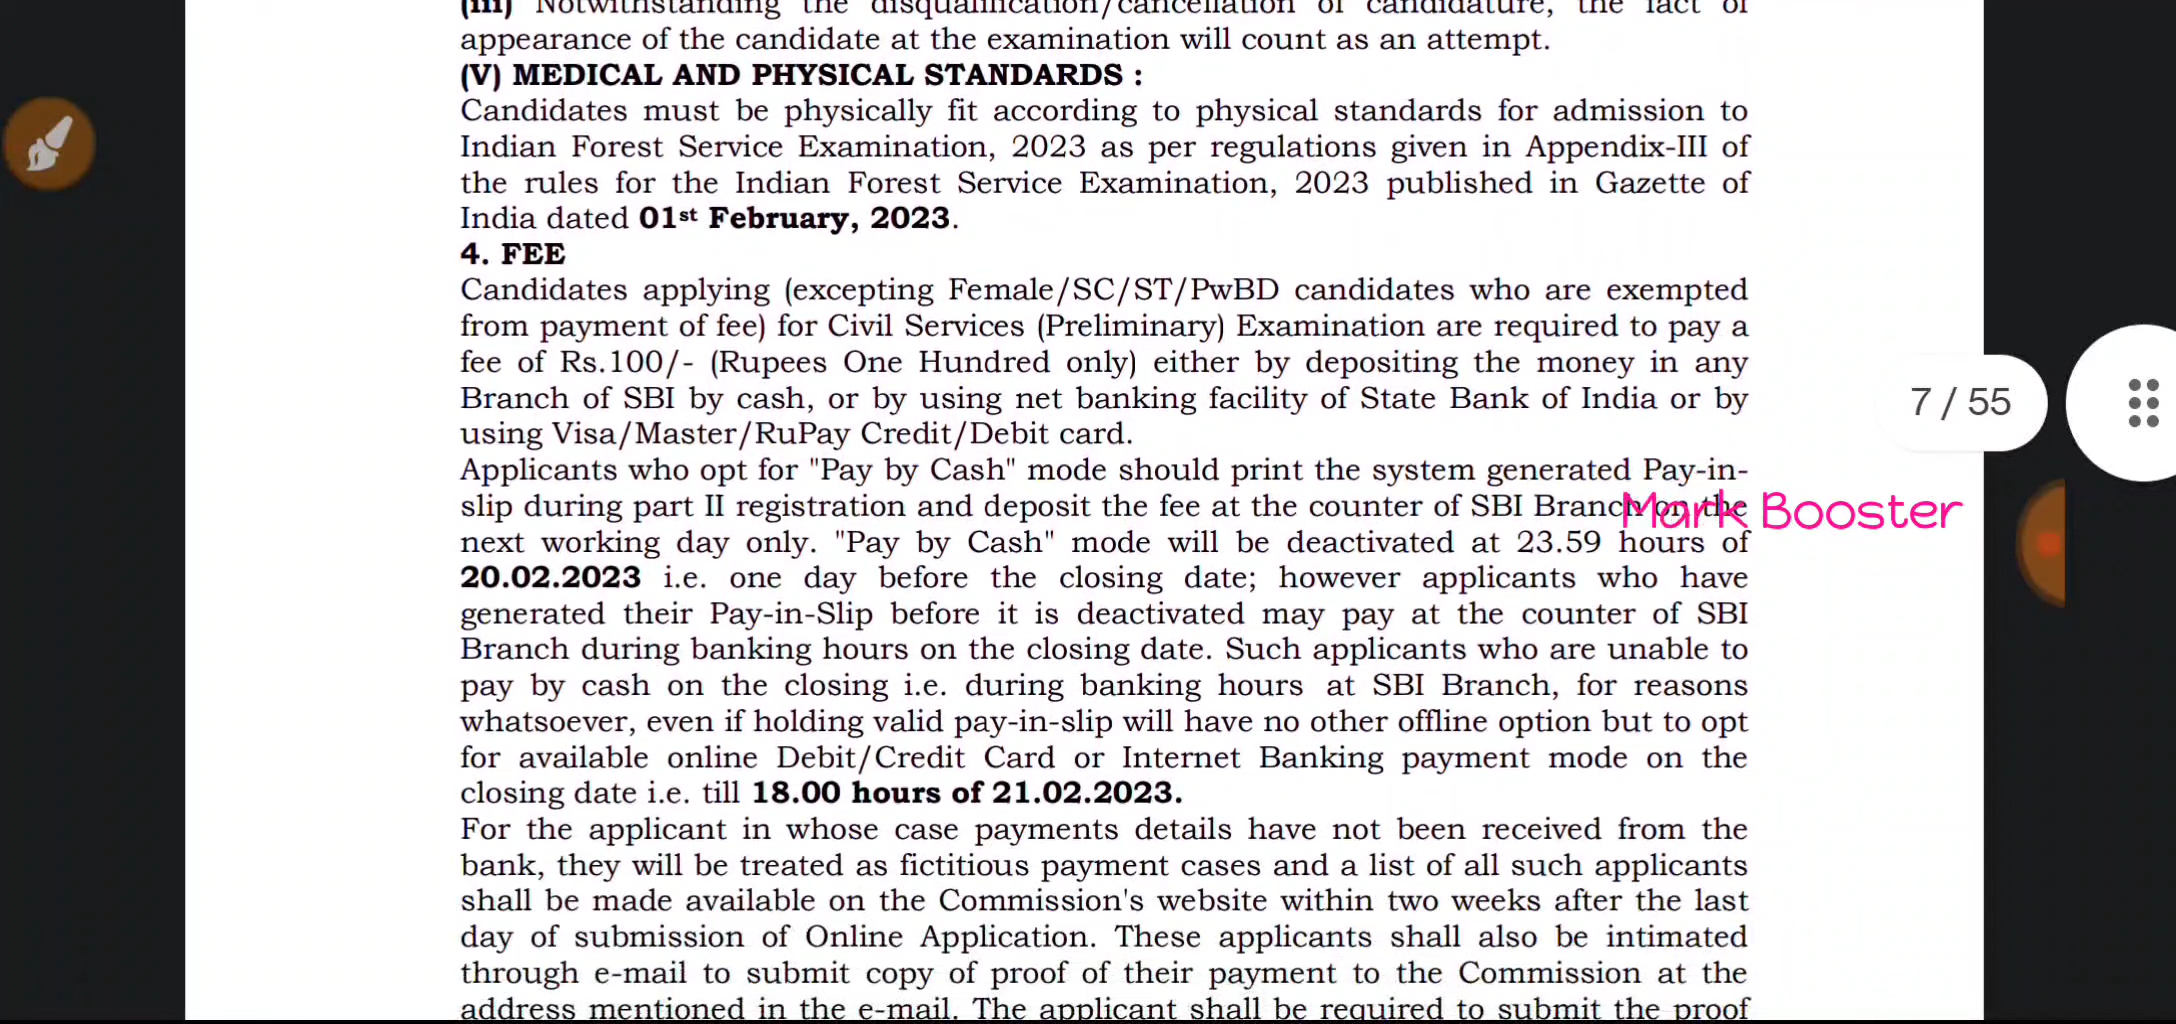 (iii) Notwithstanding the disqualification/cancellation of candidature, the fact of
appearance of the candidate at the examination will count as an attempt.
(V) MEDICAL AND PHYSICAL STANDARDS :
Candidates must be physically fit according to physical standards for admission to
Indian Forest Service Examination, 2023 as per regulations given in Appendix-III of
the rules for the Indian Forest Service Examination, 2023 published in Gazette of
India dated 01st February, 2023.
4. FEE
Candidates applying (excepting Female/SC/ST/PwBD candidates who are exempted
from payment of fee) for Civil Services (Preliminary) Examination are required to pay a
fee of Rs.100/- (Rupees One Hundred only) either by depositing the money in any
Branch of SBI by cash, or by using net banking facility of State Bank of India or by
using Visa/Master/RuPay Credit/Debit card.
7 / 55
Applicants who opt for "Pay by Cash" mode should print the system generated Pay-in-
slip during part II registration and deposit the fee at the counter of SBI Branch on the
Mark Booster
next working day only. "Pay by Cash" mode will be deactivated at 23.59 hours of
20.02.2023 i.e. one day before the closing date; however applicants who have
generated their Pay-in-Slip before it is deactivated may pay at the counter of SBI
Branch during banking hours on the closing date. Such applicants who are unable to
pay by cash on the closing i.e. during banking hours at SBI Branch, for reasons
whatsoever, even if holding valid pay-in-slip will have no other offline option but to opt
for available online Debit/Credit Card or Internet Banking payment mode on the
closing date i.e. till 18.00 hours of 21.02.2023.
For the applicant in whose case payments details have not been received from the
bank, they will be treated as fictitious payment cases and a list of all such applicants
shall be made available on the Commission's website within two weeks after the last
day of submission of Online Application. These applicants shall also be intimated
through e-mail to submit copy of proof of their payment to the Commission at the
address mentioned in the e-mail. The applicant shall be required to submit the proof